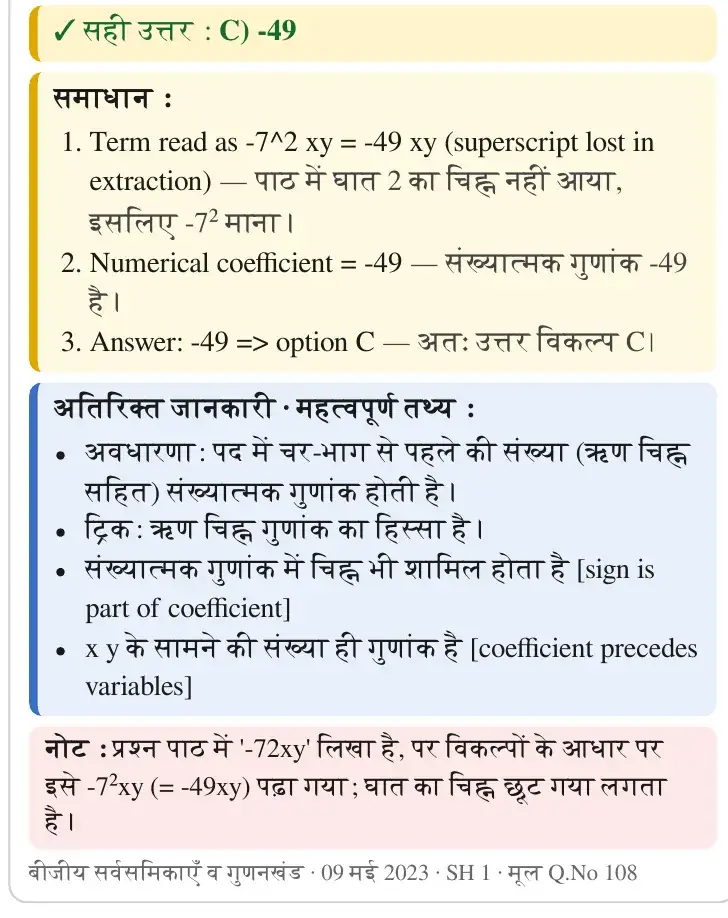 ✓ सही उत्तर : C) -49
समाधान :
1. Term read as -7^2 xy = -49 xy (superscript lost in
extraction) — पाठ में घात 2 का चिह्न नहीं आया,
इसलिए -7² माना।
2. Numerical coefficient = -49 — संख्यात्मक गुणांक -49
है।
3. Answer: -49 => option C — अतः उत्तर विकल्प C।
अतिरिक्त जानकारी · महत्वपूर्ण तथ्य :
• अवधारणा : पद में चर-भाग से पहले की संख्या (ऋण चिह्न
सहित) संख्यात्मक गुणांक होती है।
• ट्रिक : ऋण चिह्न गुणांक का हिस्सा है।
• संख्यात्मक गुणांक में चिह्न भी शामिल होता है [sign is
part of coefficient]
• x y के सामने की संख्या ही गुणांक है [coefficient precedes
variables]
नोट : प्रश्न पाठ में '-72xy' लिखा है, पर विकल्पों के आधार पर
इसे -7²xy (= -49xy) पढ़ा गया ; घात का चिह्न छूट गया लगता
है।
बीजीय सर्वसमिकाएँ व गुणनखंड · 09 मई 2023 · SH 1 · मूल Q.No 108